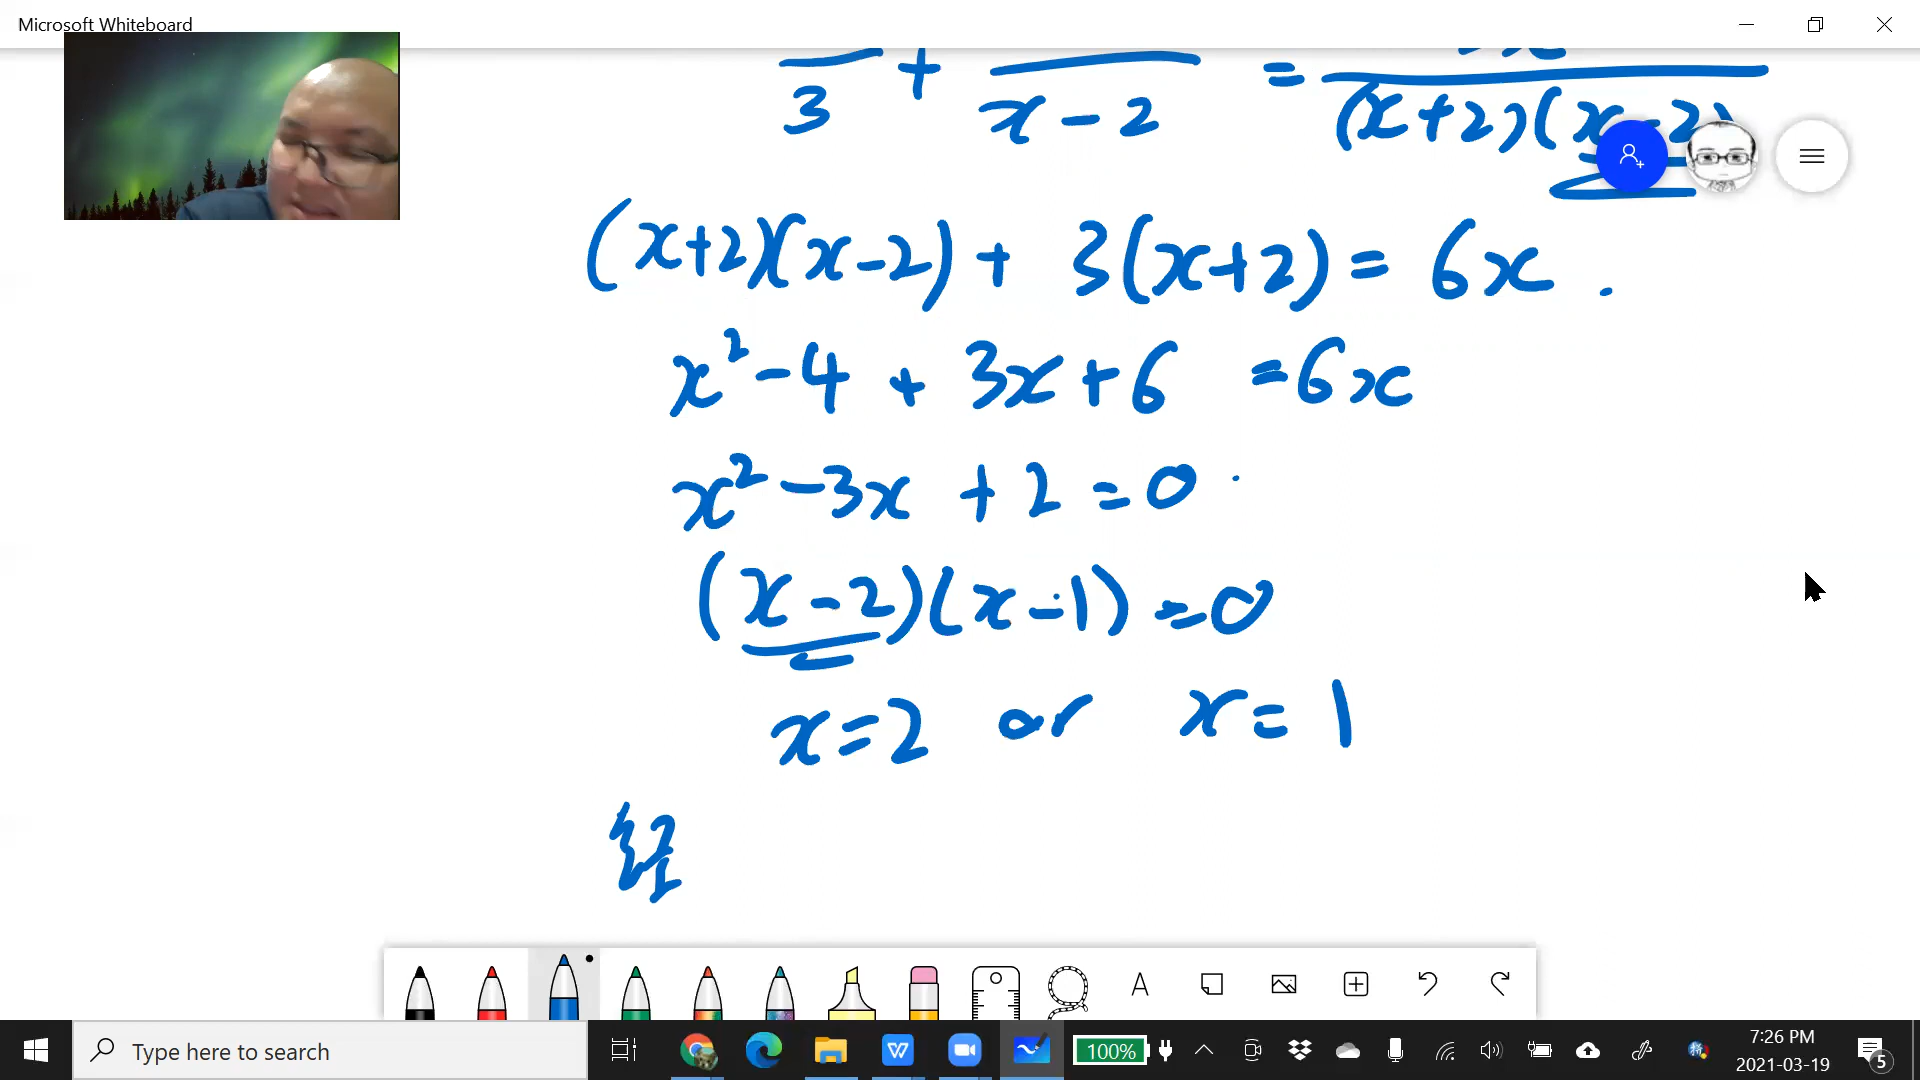 Microsoft Whiteboard
3 + x-2 = (x+2)(x-2)
(x+2)(x-2)+ 3(x+2)= 6x .
x²-4 + 3x+6 =6x
x²-3x +2=0
(x-2)(x-1)=0
x=2 or x=1
经
A
Type here to search
W
100%
7:26 PM
2021-03-19
5